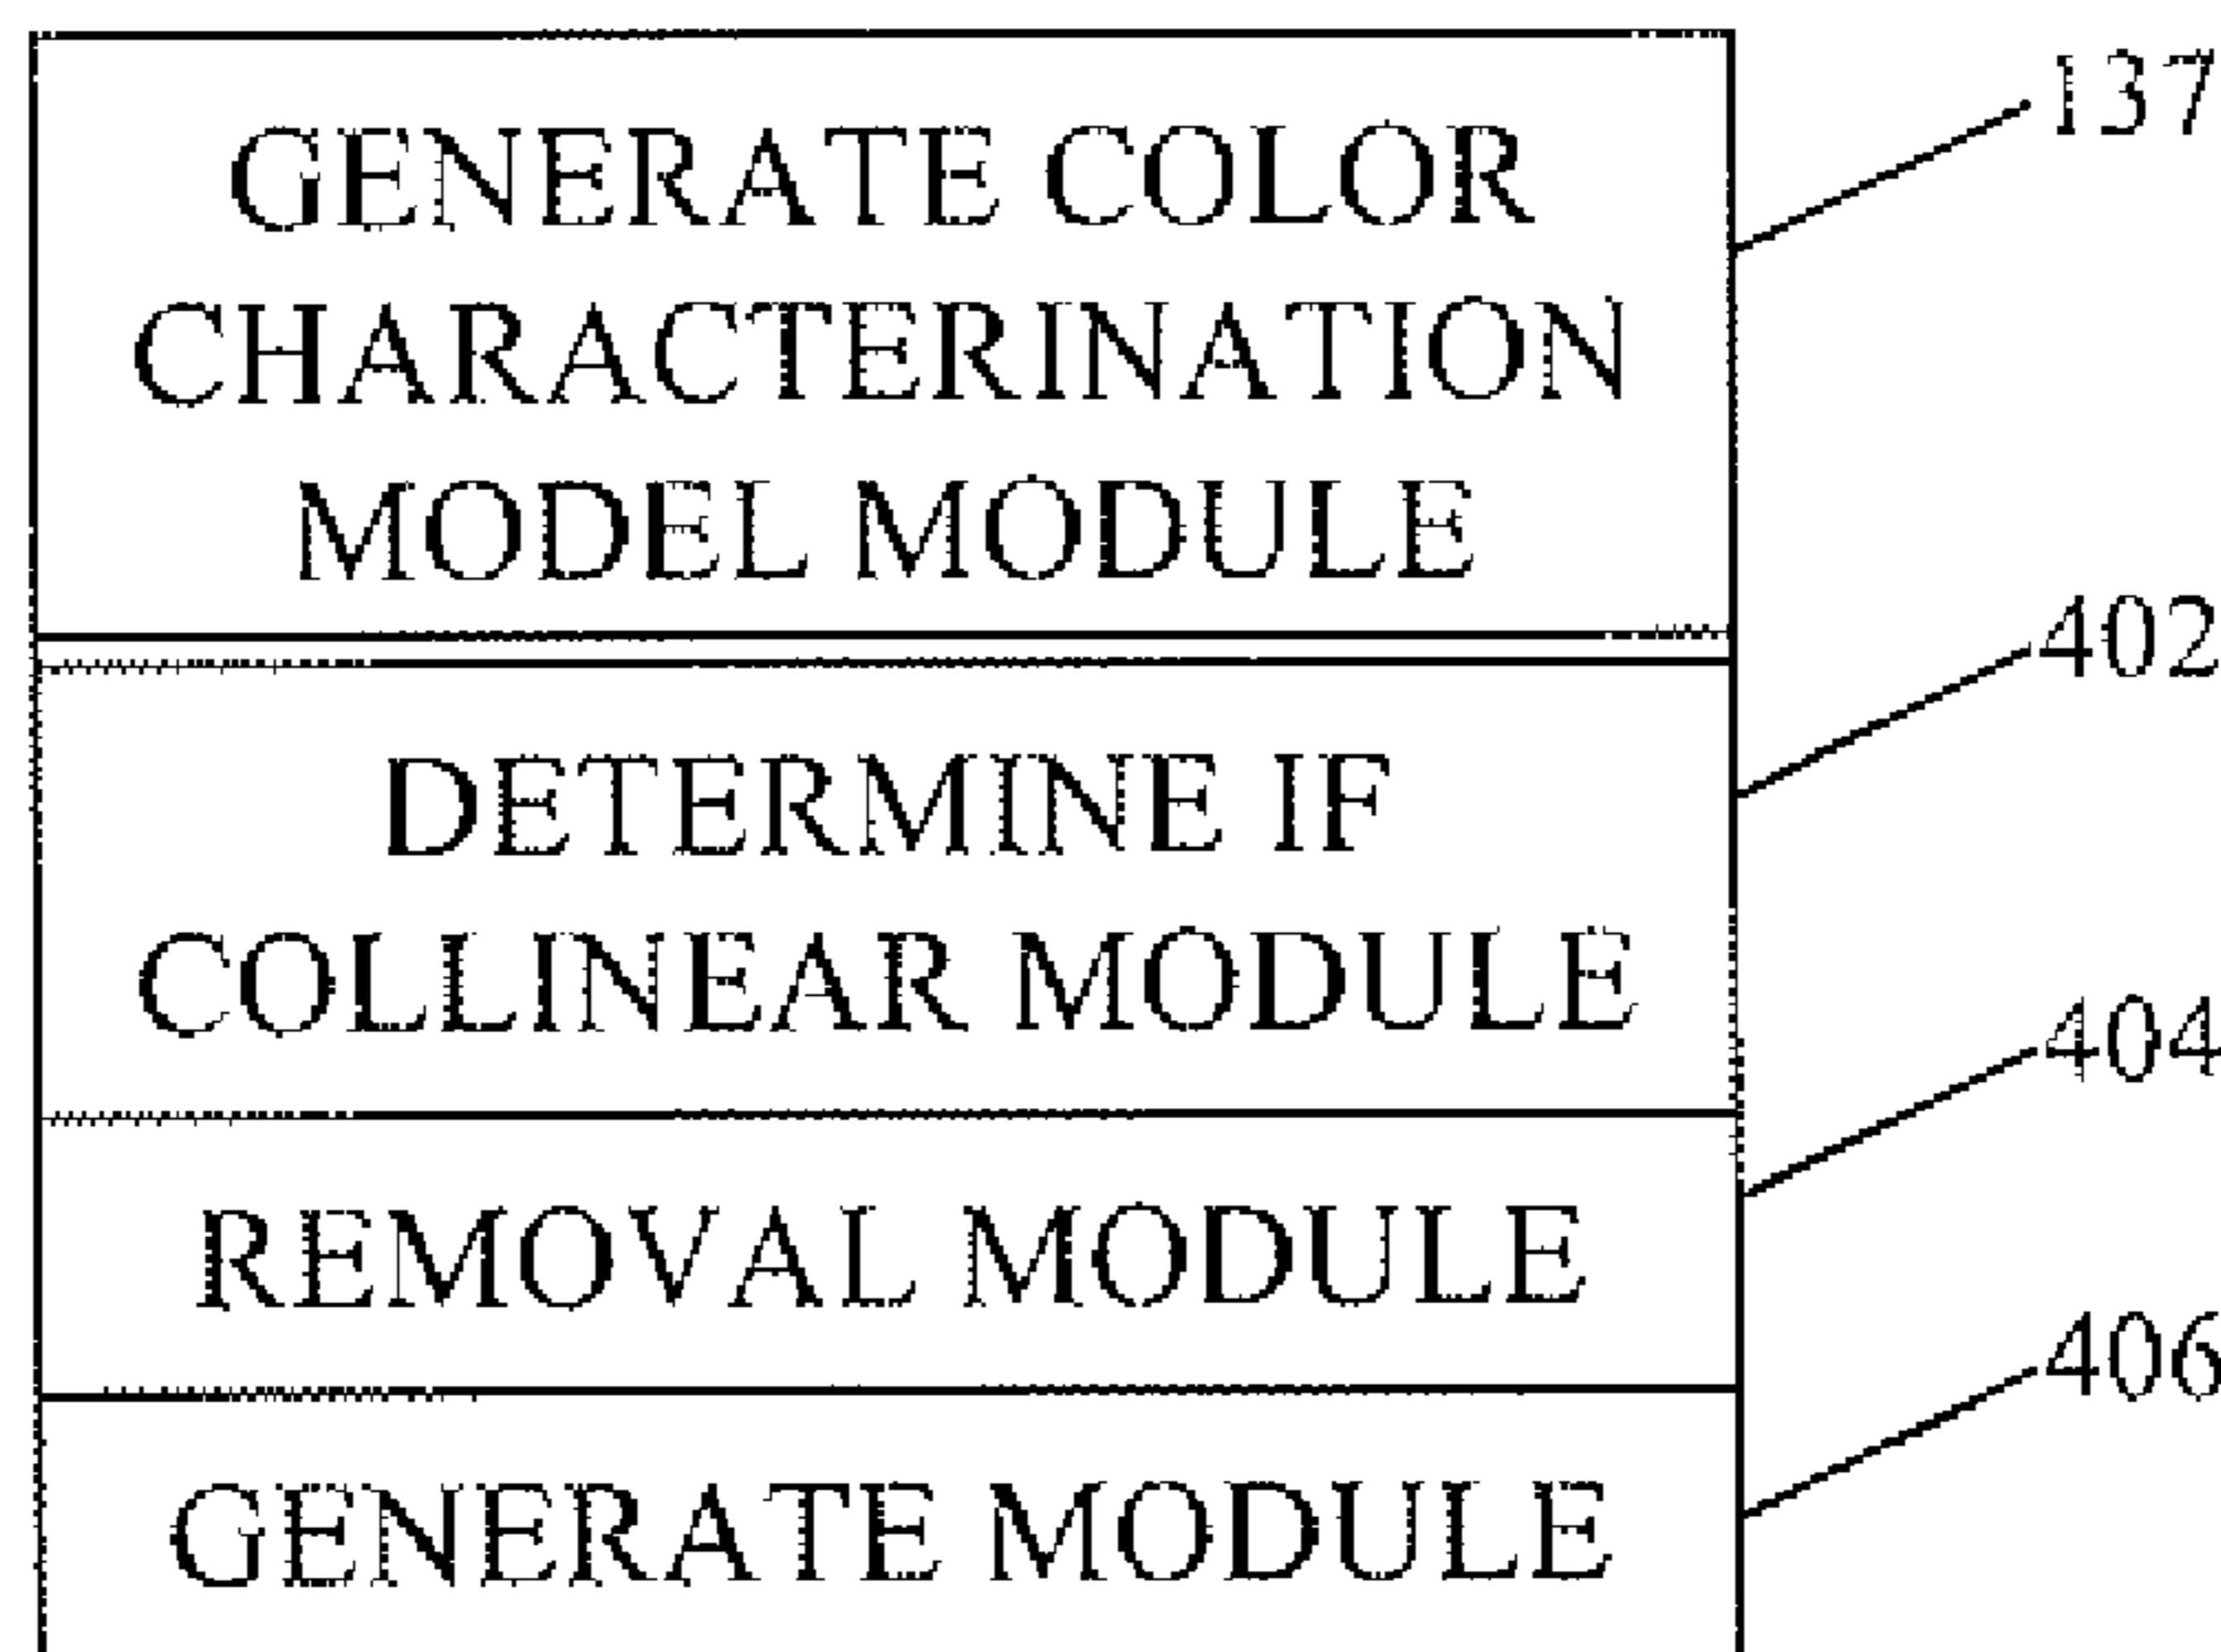 GENERATE COLOR
CHARACTERINATION
MODEL MODULE
137
DETERMINE IF
COLLINEAR MODULE
402
REMOVAL MODULE
404
GENERATE MODULE
406